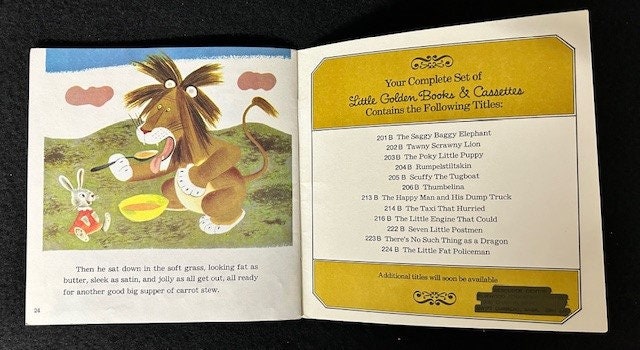 Then he sat down in the soft grass, looking fat as
butter, sleek as satin, and jolly as all get out, all ready
for another good big supper of carrot stew.
24
Your Complete Set of
Little Golden Books & Cassettes
Contains the Following Titles:
201 B The Saggy Baggy Elephant
202 B Tawny Scrawny Lion
203 B The Poky Little Puppy
204 B Rumpelstiltskin
205 B Scuffy The Tugboat
206 B Thumbelina
213 B The Happy Man and His Dump Truck
214 B The Taxi That Hurried
216 B The Little Engine That Could
222 B Seven Little Postmen
223 B There's No Such Thing as a Dragon
224 B The Little Fat Policeman
Additional titles will soon be available